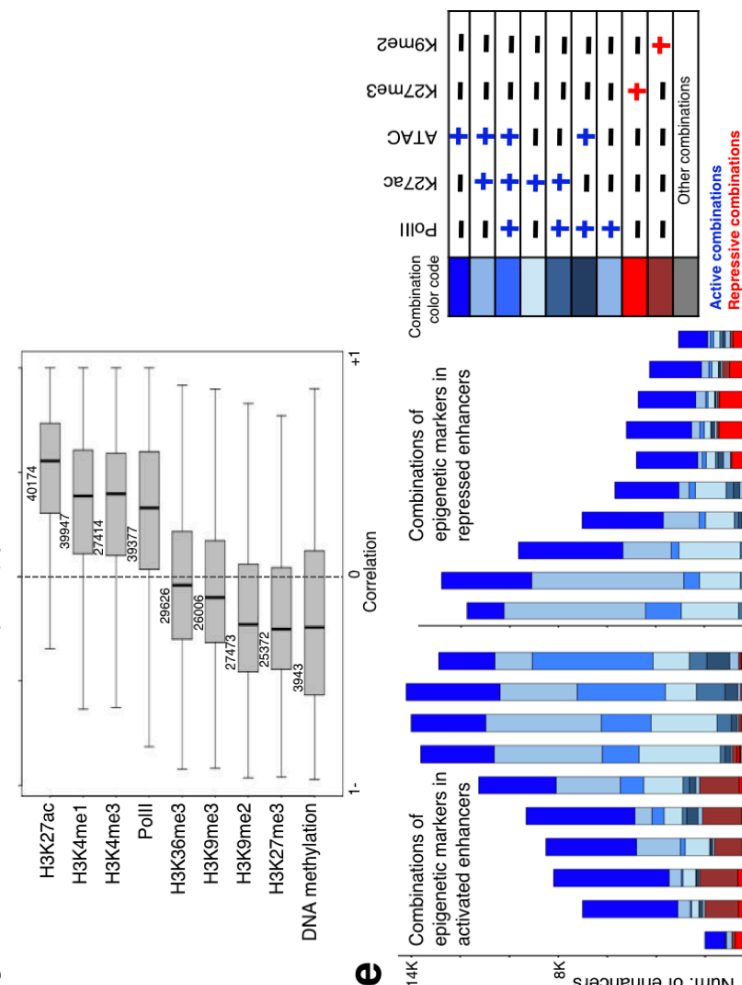 H3K27ac
H3K4me1
H3K4me3
PolII
H3K36me3
H3K9me3
H3K9me2
H3K27me3
DNA methylation
40174
39947
27414
39377
29626
26006
27473
25372
3943
1-
0
+1
Correlation
e
14K
8K
Num. of enhancers
Combinations of
epigenetic markers in
activated enhancers
Combinations of
epigenetic markers in
repressed enhancers
Combination
color code
PolII
K27ac
ATAC
K27me3
K9me2
Other combinations
Active combinations
Repressive combinations